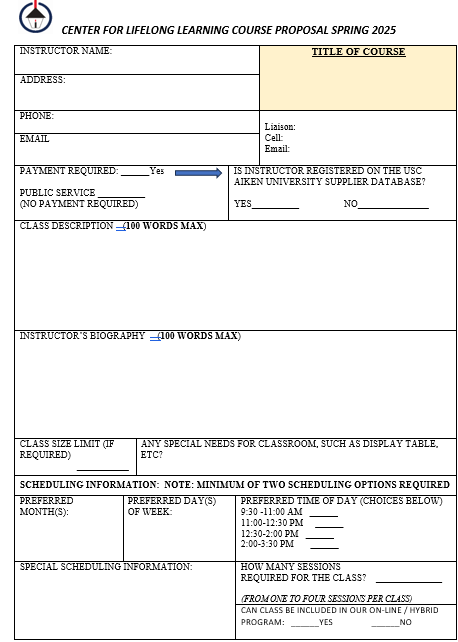 CENTER FOR LIFELONG LEARNING COURSE PROPOSAL SPRING 2025
INSTRUCTOR NAME:
TITLE OF COURSE
ADDRESS:
PHONE:
EMAIL
Liaison:
Cell:
Email:
PAYMENT REQUIRED: ______Yes
PUBLIC SERVICE __________
(NO PAYMENT REQUIRED)
IS INSTRUCTOR REGISTERED ON THE USC
AIKEN UNIVERSITY SUPPLIER DATABASE?
YES__________ NO_______________
CLASS DESCRIPTION (100 WORDS MAX)
INSTRUCTOR'S BIOGRAPHY (100 WORDS MAX)
CLASS SIZE LIMIT (IF
REQUIRED) ___________
ANY SPECIAL NEEDS FOR CLASSROOM, SUCH AS DISPLAY TABLE,
ETC?
SCHEDULING INFORMATION: NOTE: MINIMUM OF TWO SCHEDULING OPTIONS REQUIRED
PREFERRED
MONTH(S):
PREFERRED DAY(S)
OF WEEK:
PREFERRED TIME OF DAY (CHOICES BELOW)
9:30 -11:00 AM ______
11:00-12:30 PM ______
12:30-2:00 PM ______
2:00-3:30 PM ______
SPECIAL SCHEDULING INFORMATION:
HOW MANY SESSIONS
REQUIRED FOR THE CLASS? ______________
(FROM ONE TO FOUR SESSIONS PER CLASS)
CAN CLASS BE INCLUDED IN OUR ON-LINE / HYBRID
PROGRAM: ______YES ______NO